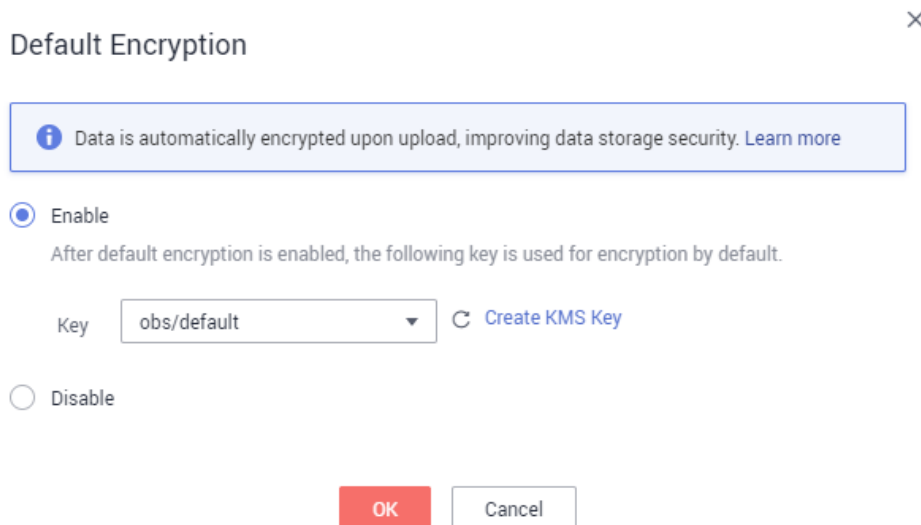 Default Encryption
Data is automatically encrypted upon upload, improving data storage security. Learn more
Enable
After default encryption is enabled, the following key is used for encryption by default.
Key obs/default Create KMS Key
Disable
OK Cancel